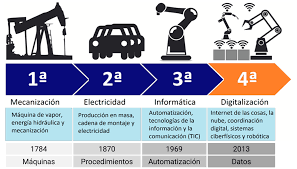 1ª 2ª 3ª 4ª
Mecanización Electricidad Informática Digitalización
Máquina de vapor, energía hidráulica y mecanización
Producción en masa, cadena de montaje y electricidad
Automatización, tecnologías de la información y la comunicación (TIC)
Internet de las cosas, la nube, coordinación digital, sistemas ciberfísicos y robótica
1784 1870 1969 2013
Máquinas Procedimientos Automatización Datos